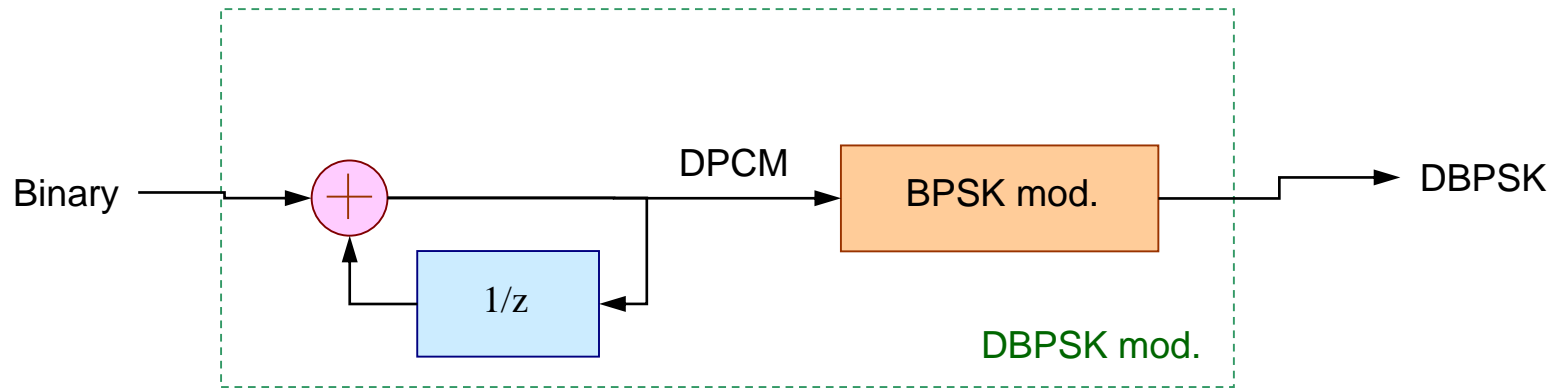 Binary
DPCM
BPSK mod.
DBPSK
1/z
DBPSK mod.